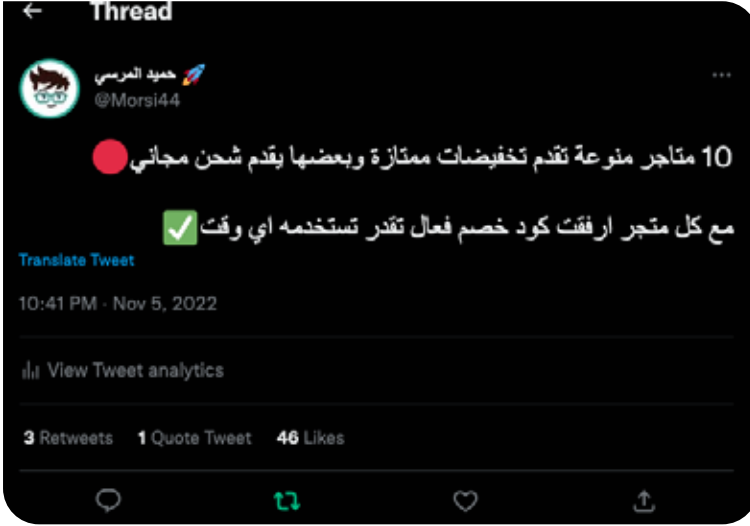 Thread
حميد المرسي 🚀
@Morsi44
10 متاجر منوعة تقدم تخفيضات ممتازة وبعضها يقدم شحن مجاني🔴
مع كل متجر ارفقت كود خصم فعال تقدر تستخدمه اي وقت✅
Translate Tweet
10:41 PM · Nov 5, 2022
View Tweet analytics
3 Retweets 1 Quote Tweet 46 Likes